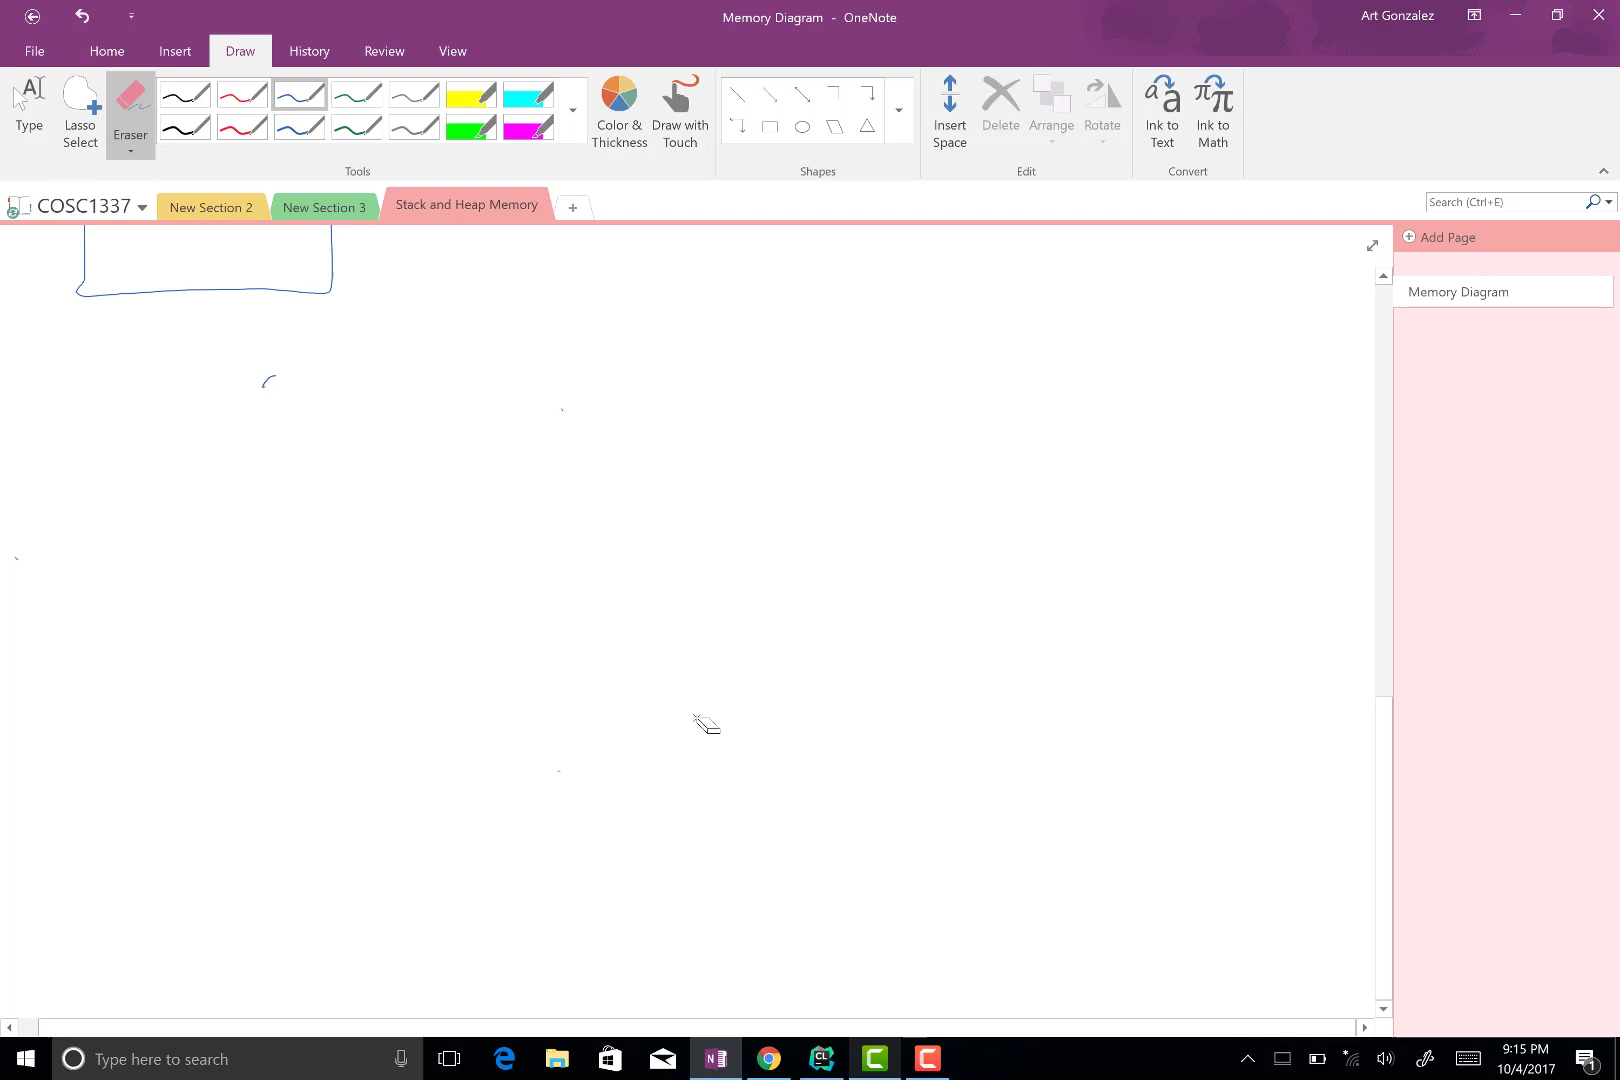 Memory Diagram - OneNote
Art Gonzalez
File Home Insert Draw History Review View
Type
Lasso Select
Eraser
Color & Thickness
Draw with Touch
Insert Space
Delete
Arrange
Rotate
Ink to Text
Ink to Math
Tools
Shapes
Edit
Convert
COSC1337
New Section 2
New Section 3
Stack and Heap Memory
Search (Ctrl+E)
Add Page
Memory Diagram
Type here to search
N
CL
C
C
9:15 PM
10/4/2017
1